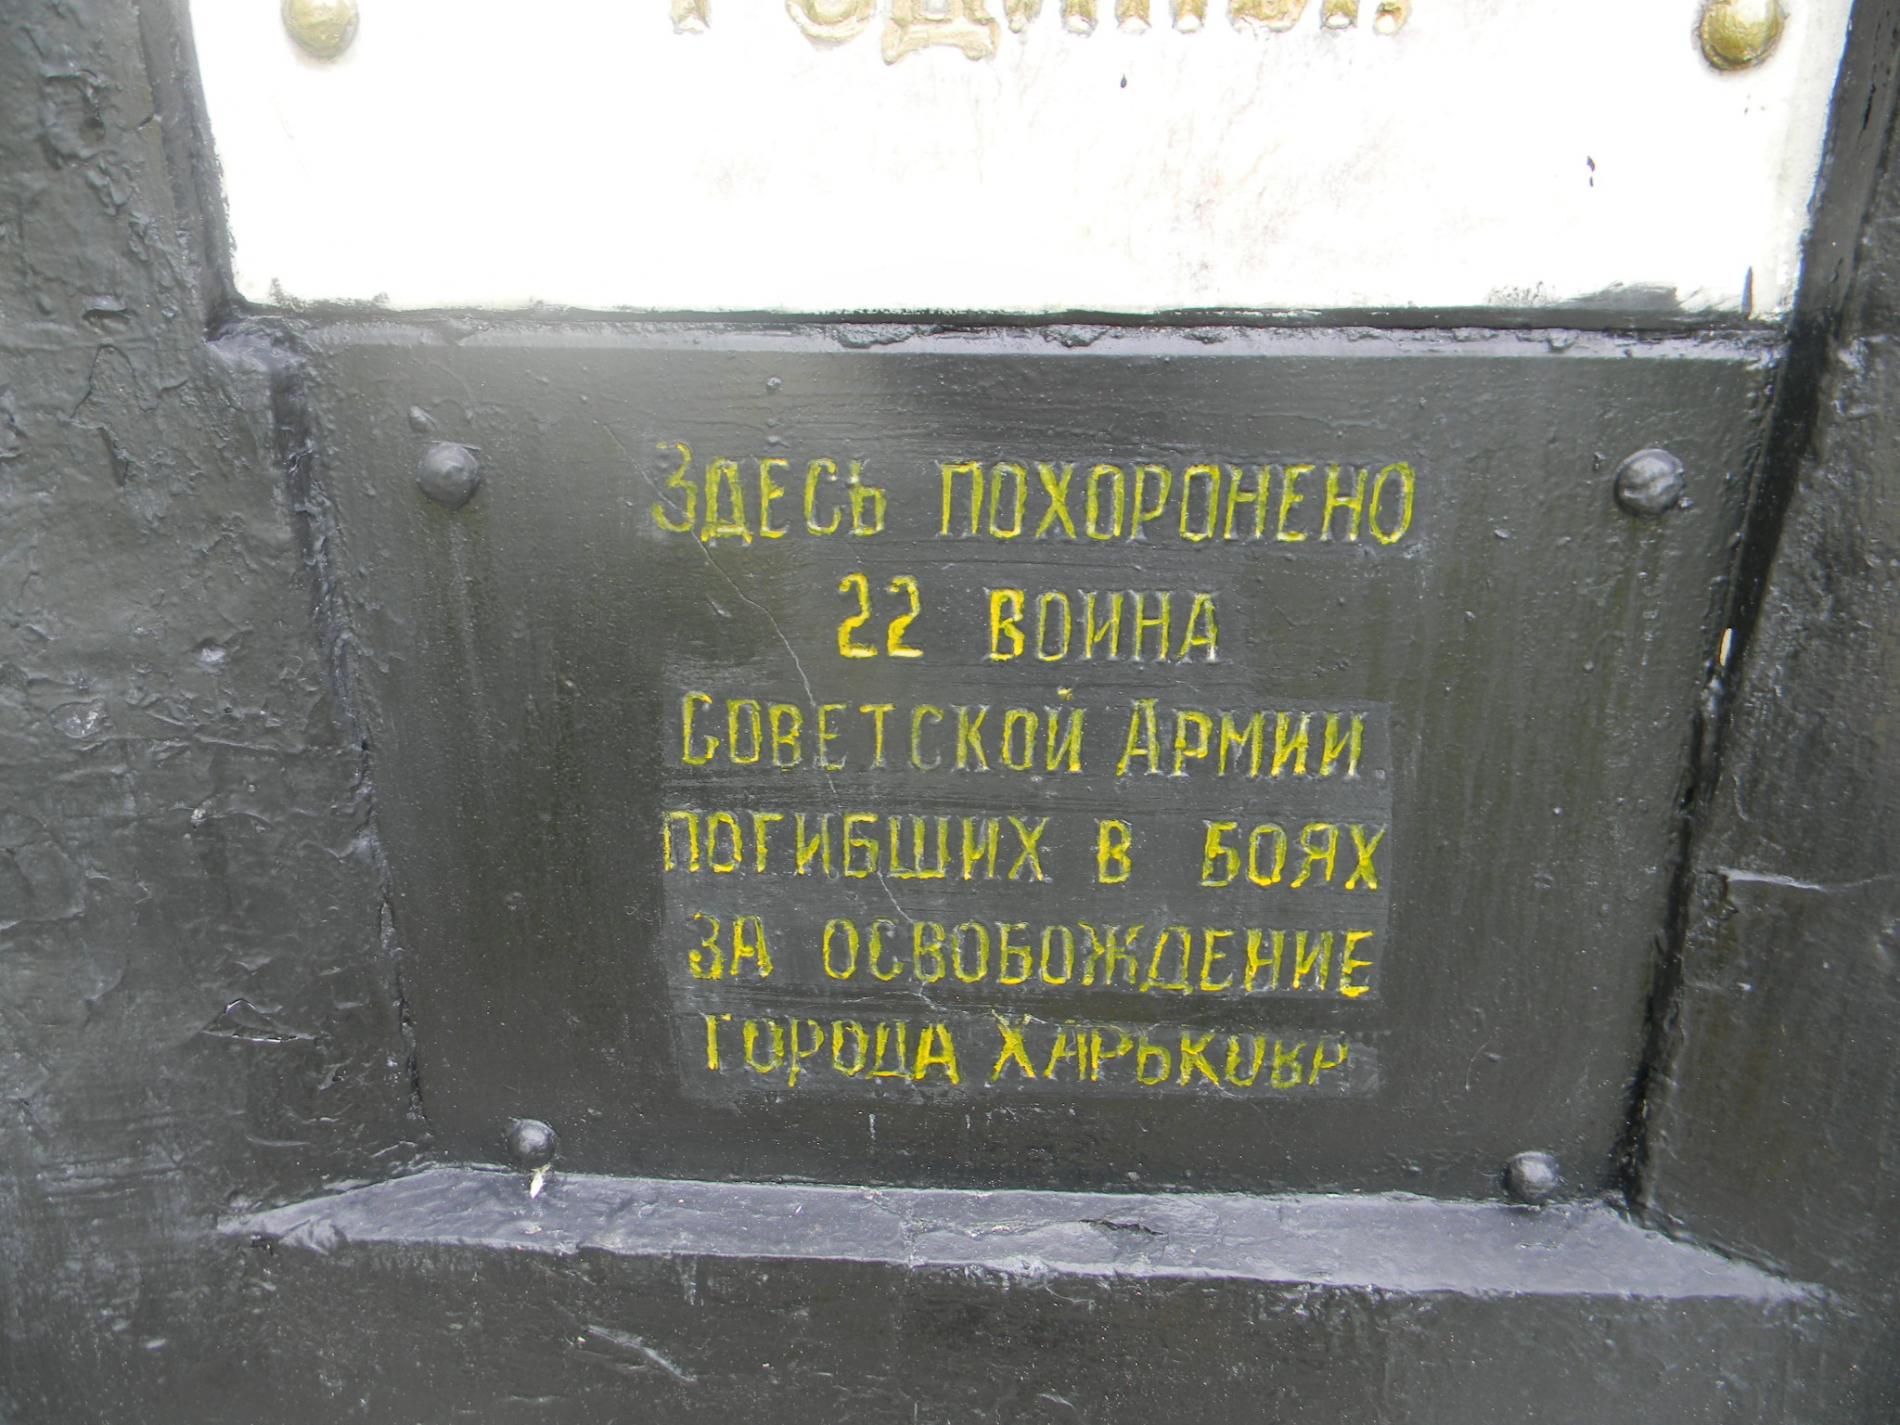 Здесь похоронено
22 воина
Советской Армии
погибших в боях
за освобождение
города Харькова